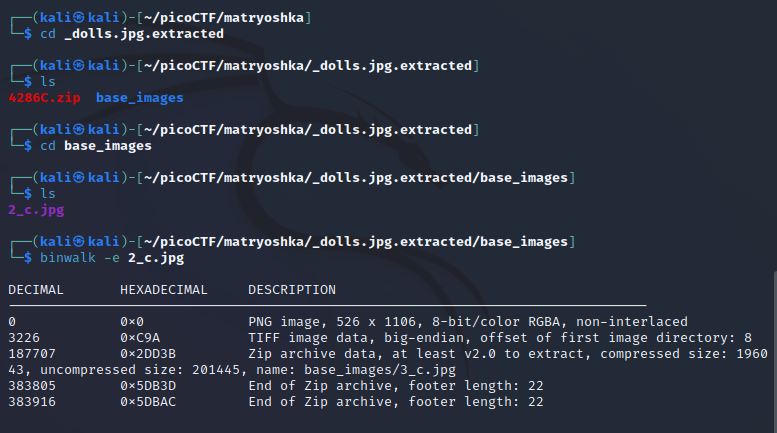 ┌──(kali㉿kali)-[~/picoCTF/matryoshka]
└─$ cd _dolls.jpg.extracted
┌──(kali㉿kali)-[~/picoCTF/matryoshka/_dolls.jpg.extracted]
└─$ ls
4286C.zip  base_images
┌──(kali㉿kali)-[~/picoCTF/matryoshka/_dolls.jpg.extracted]
└─$ cd base_images
┌──(kali㉿kali)-[~/picoCTF/matryoshka/_dolls.jpg.extracted/base_images]
└─$ ls
2_c.jpg
┌──(kali㉿kali)-[~/picoCTF/matryoshka/_dolls.jpg.extracted/base_images]
└─$ binwalk -e 2_c.jpg
DECIMAL       HEXADECIMAL     DESCRIPTION
0             0×0             PNG image, 526 x 1106, 8-bit/color RGBA, non-interlaced
3226          0×C9A           TIFF image data, big-endian, offset of first image directory: 8
187707        0×2DD3B         Zip archive data, at least v2.0 to extract, compressed size: 1960
43, uncompressed size: 201445, name: base_images/3_c.jpg
383805        0×5DB3D         End of Zip archive, footer length: 22
383916        0×5DBAC         End of Zip archive, footer length: 22